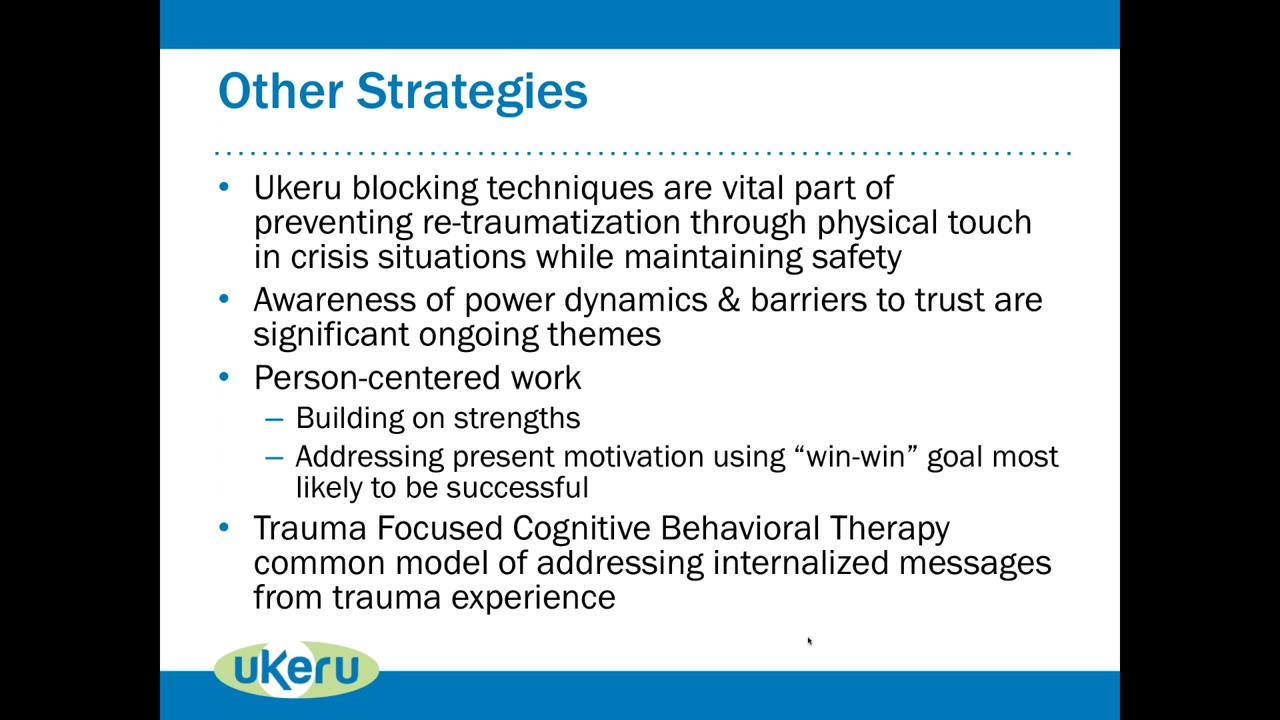 Other Strategies
• Ukeru blocking techniques are vital part of
preventing re-traumatization through physical touch
in crisis situations while maintaining safety
• Awareness of power dynamics & barriers to trust are
significant ongoing themes
• Person-centered work
– Building on strengths
– Addressing present motivation using “win-win” goal most
likely to be successful
• Trauma Focused Cognitive Behavioral Therapy
common model of addressing internalized messages
from trauma experience
ukeru